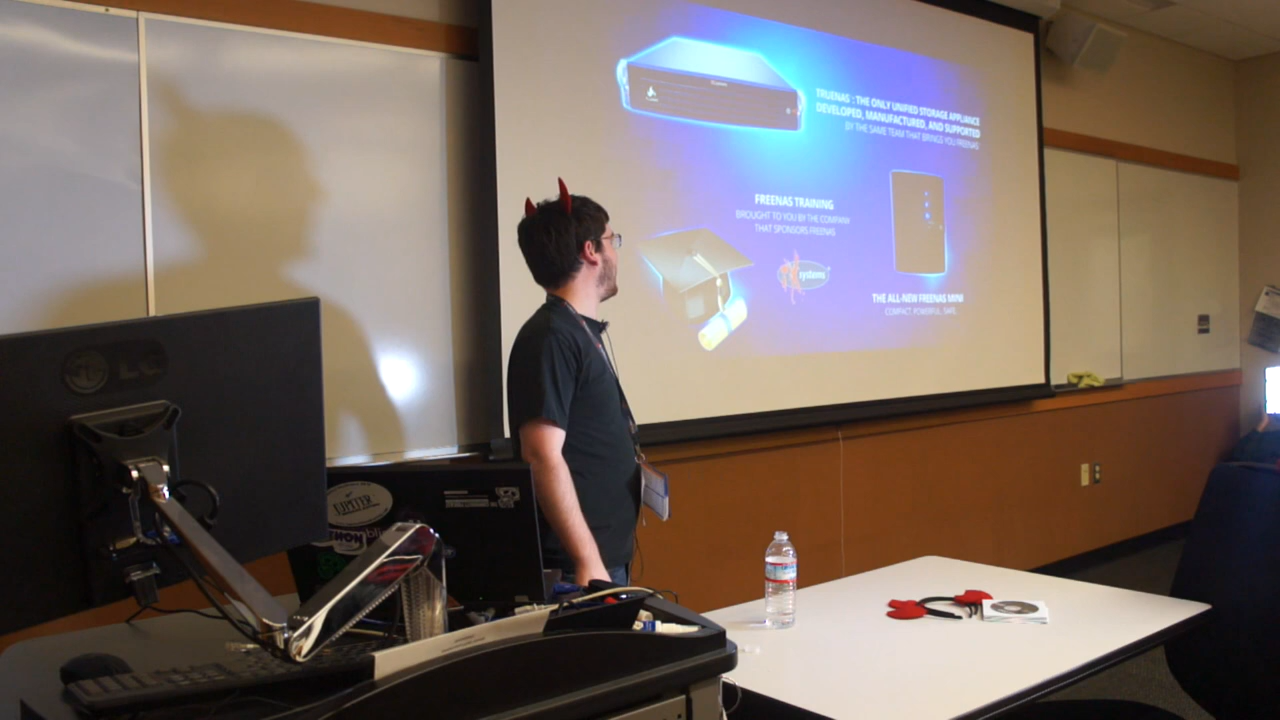 TRUENAS®: THE ONLY UNIFIED STORAGE APPLIANCE
DEVELOPED, MANUFACTURED, AND SUPPORTED
BY THE SAME TEAM THAT BRINGS YOU FREENAS
FREENAS TRAINING
BROUGHT TO YOU BY THE COMPANY
THAT SPONSORS FREENAS
systems
THE ALL-NEW FREENAS MINI
COMPACT. POWERFUL. SAFE.
LG
JUPITER